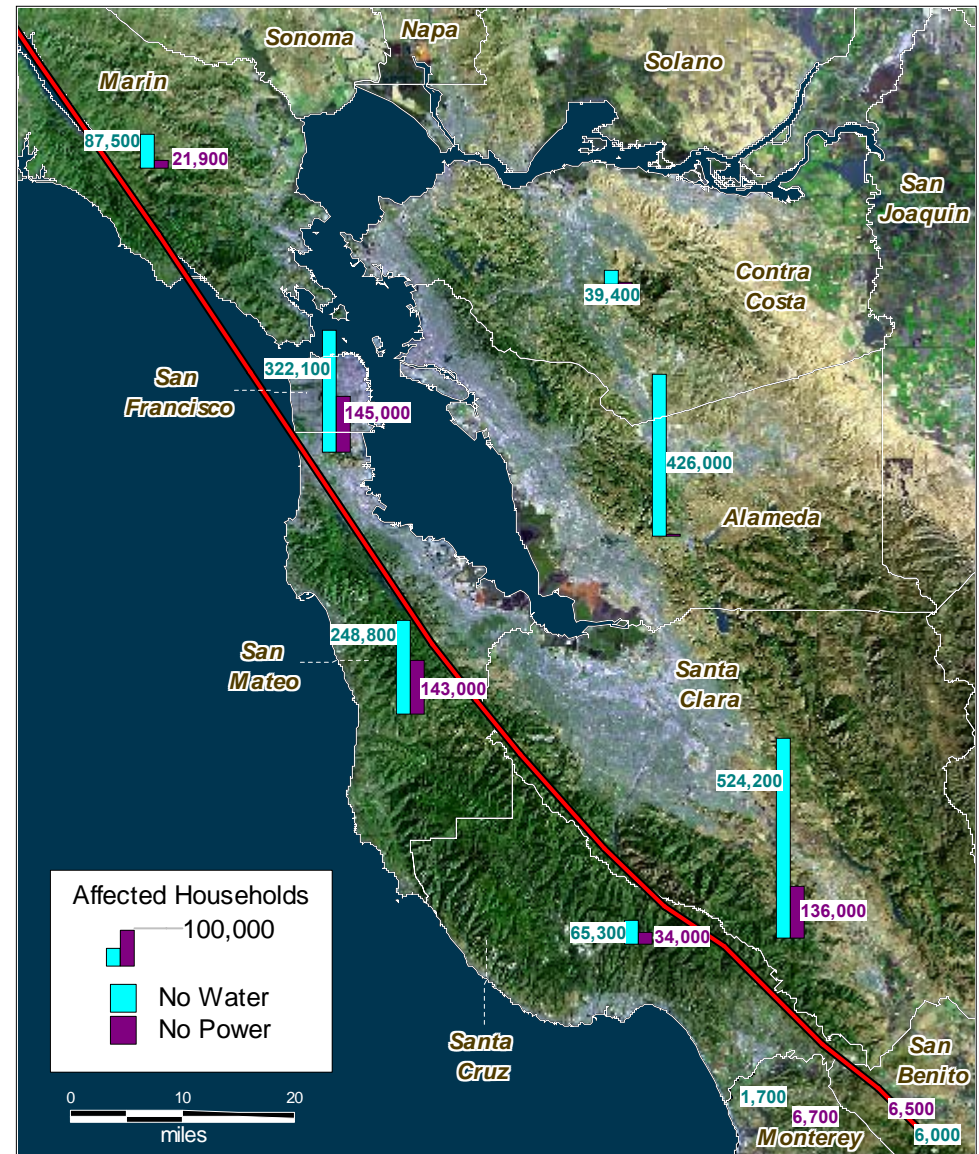 Sonoma
Napa
Solano
Marin
87,500
21,900
San
Joaquin
Contra
Costa
39,400
322,100
San
Francisco
145,000
426,000
Alameda
248,800
San
Mateo
143,000
Santa
Clara
524,200
136,000
65,300
34,000
Affected Households
100,000
No Water
No Power
Santa
Cruz
San
Benito
1,700
6,700
6,500
6,000
Monterey
0 10 20
miles